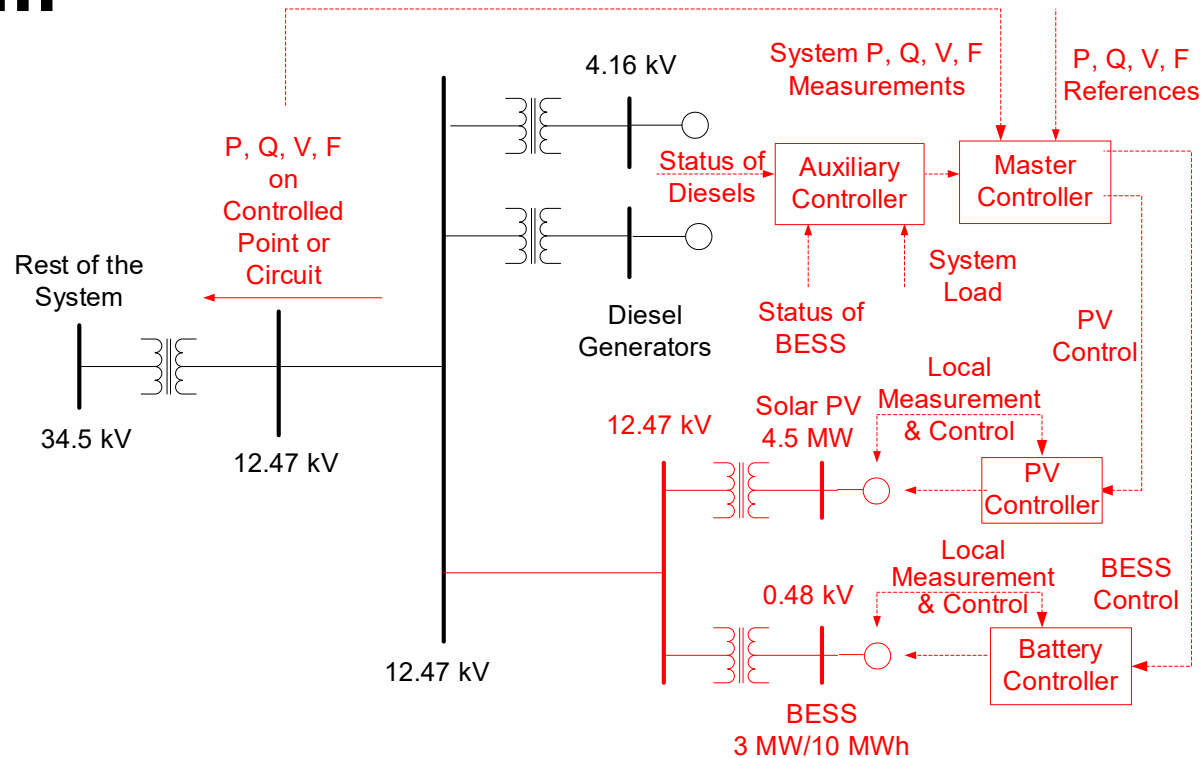 4.16 kV
System P, Q, V, F
Measurements
P, Q, V, F
References
P, Q, V, F
on
Controlled
Point or
Circuit
Status of
Diesels
Auxiliary
Controller
Master
Controller
Rest of the
System
System
Load
Diesel
Generators
Status of
BESS
PV
Control
34.5 kV
12.47 kV
12.47 kV
Solar PV
4.5 MW
Local
Measurement
& Control
PV
Controller
0.48 kV
Local
Measurement
& Control
BESS
Control
12.47 kV
Battery
Controller
BESS
3 MW/10 MWh